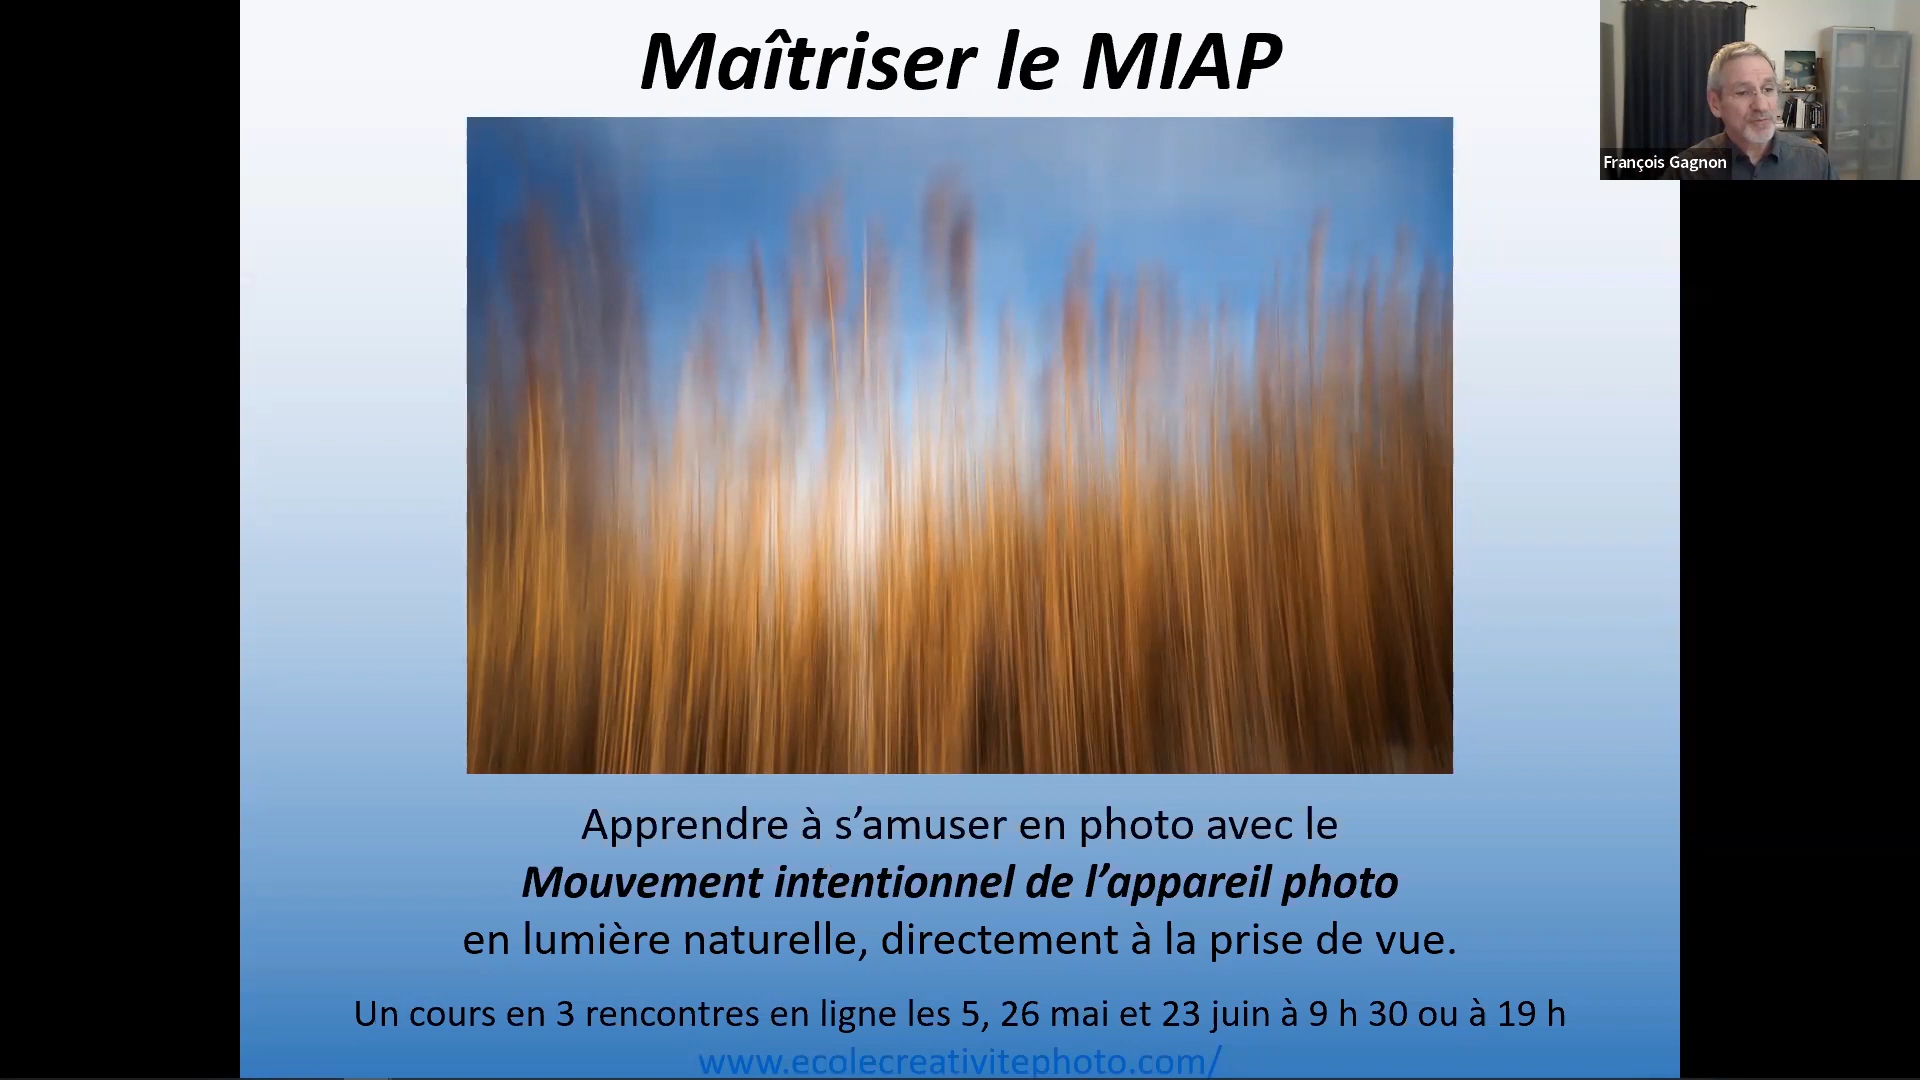 Maîtriser le MIAP
François Gagnon
Apprendre à s’amuser en photo avec le
Mouvement intentionnel de l’appareil photo
en lumière naturelle, directement à la prise de vue.
Un cours en 3 rencontres en ligne les 5, 26 mai et 23 juin à 9 h 30 ou à 19 h
www.ecolecreativitephoto.com/